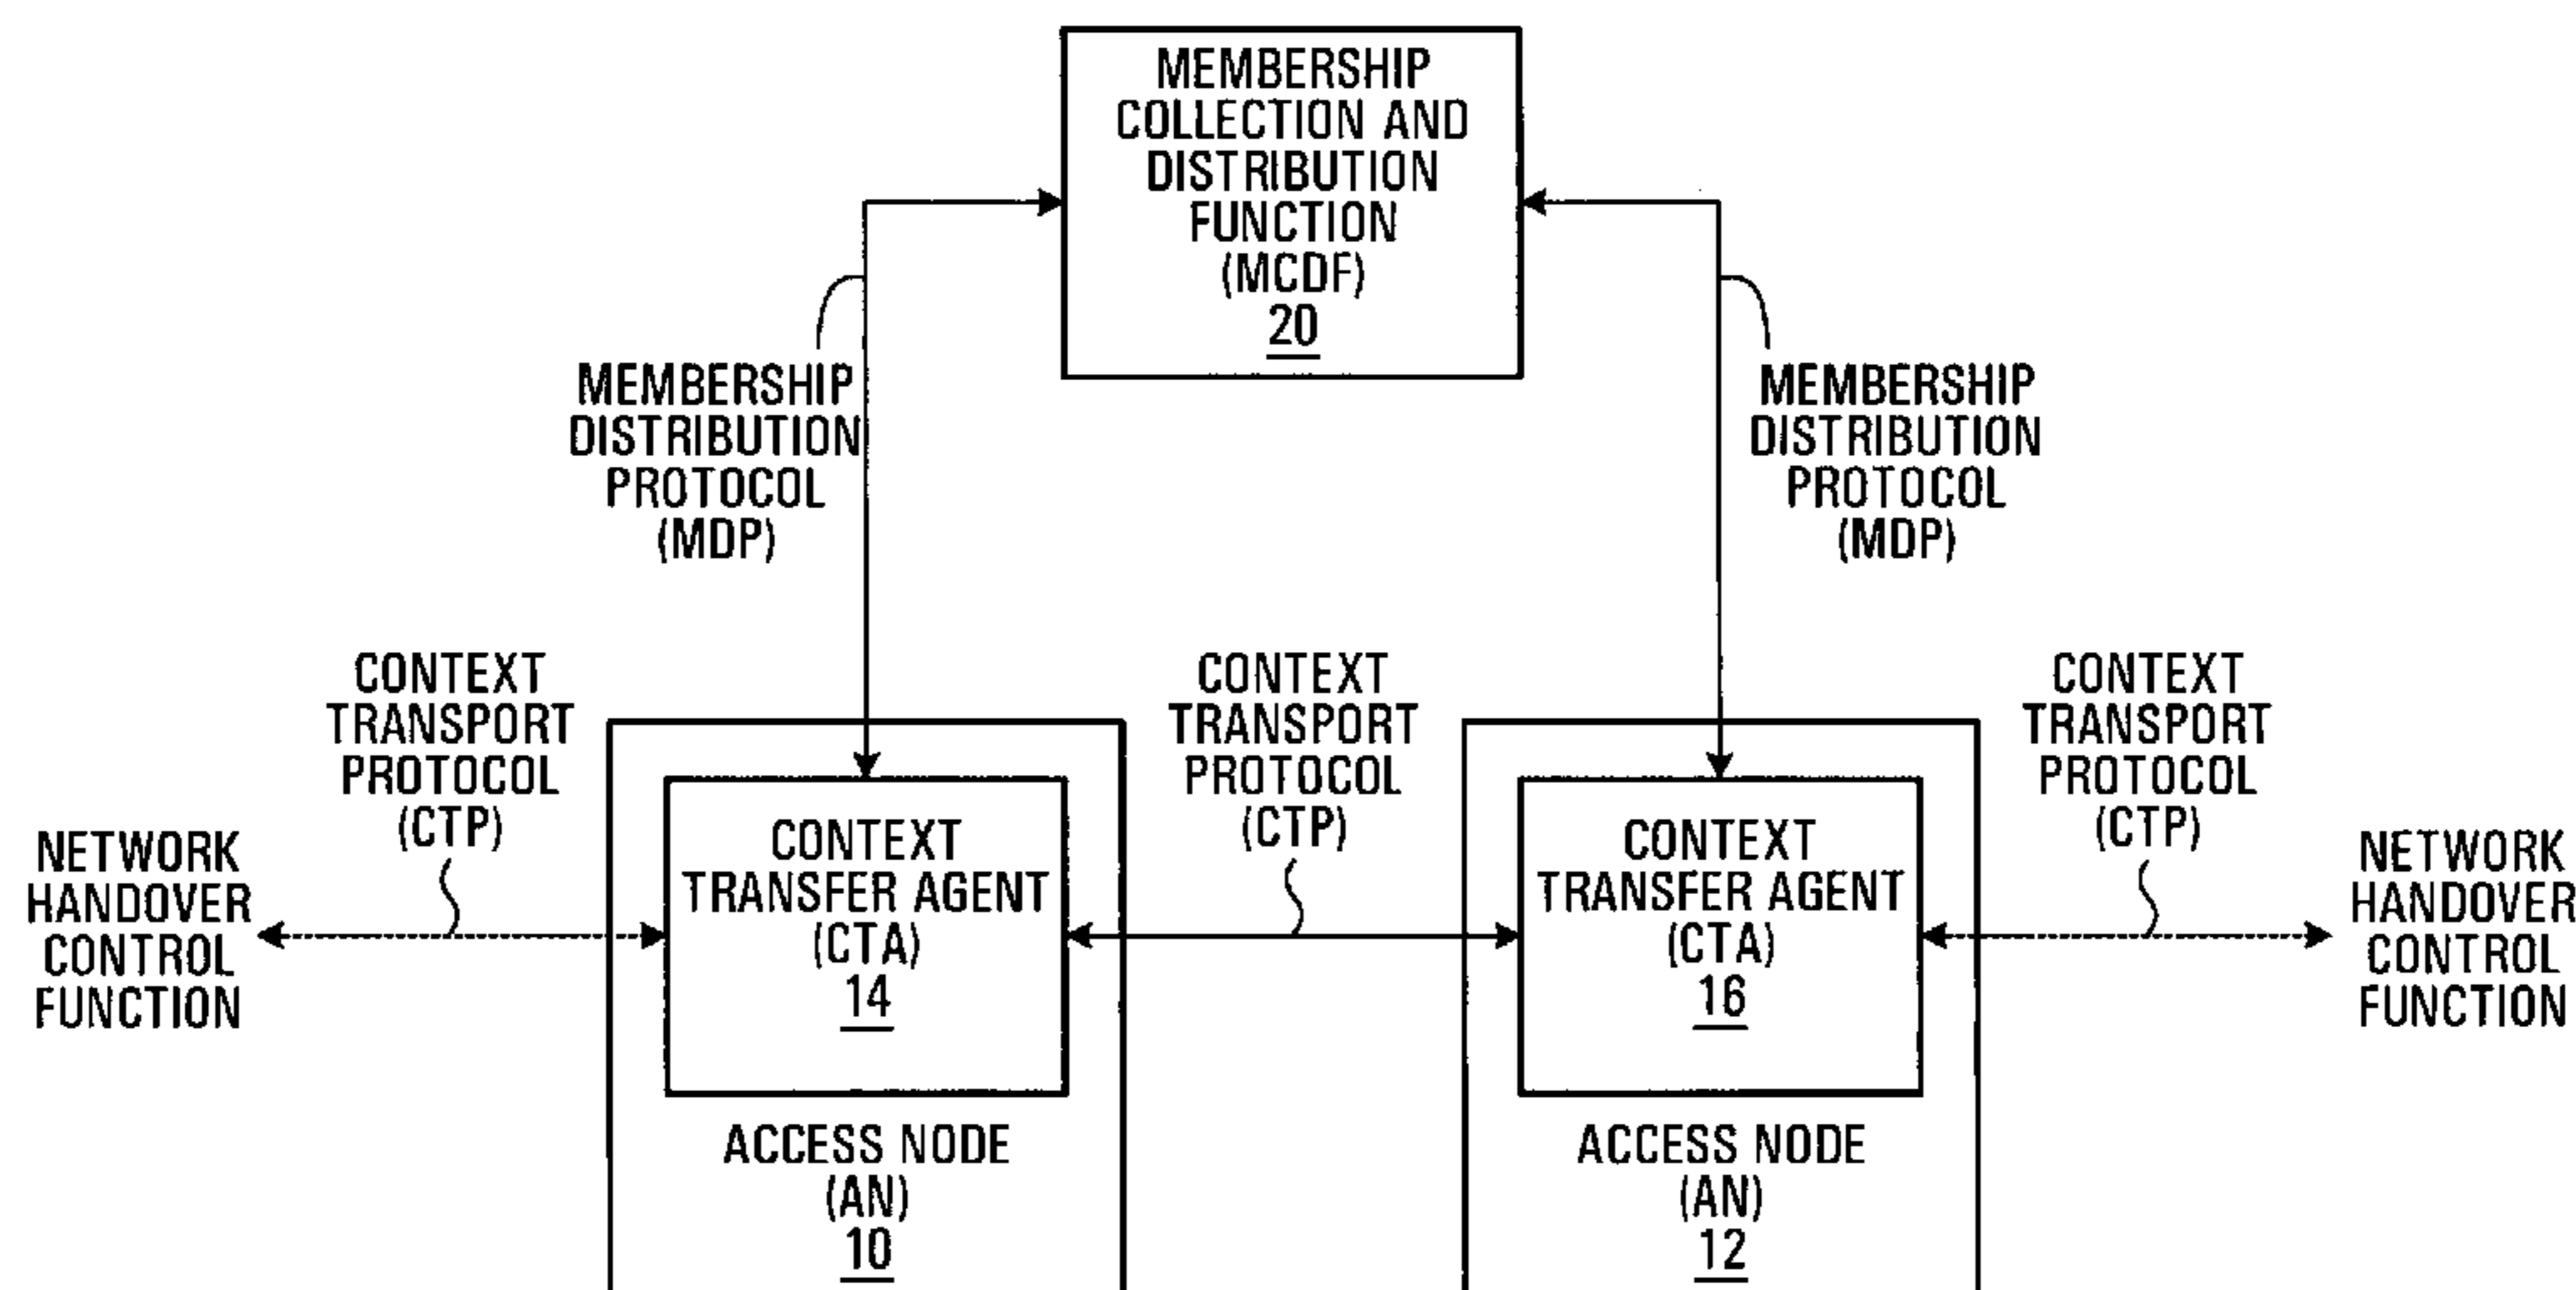 MEMBERSHIP
COLLECTION AND
DISTRIBUTION
FUNCTION
(MCDF)
20
MEMBERSHIP
DISTRIBUTION
PROTOCOL
(MDP)
MEMBERSHIP
DISTRIBUTION
PROTOCOL
(MDP)
CONTEXT
TRANSPORT
PROTOCOL
(CTP)
CONTEXT
TRANSPORT
PROTOCOL
(CTP)
CONTEXT
TRANSPORT
PROTOCOL
(CTP)
NETWORK
HANDOVER
CONTROL
FUNCTION
CONTEXT
TRANSFER AGENT
(CTA)
14
CONTEXT
TRANSFER AGENT
(CTA)
16
NETWORK
HANDOVER
CONTROL
FUNCTION
ACCESS NODE
(AN)
10
ACCESS NODE
(AN)
12